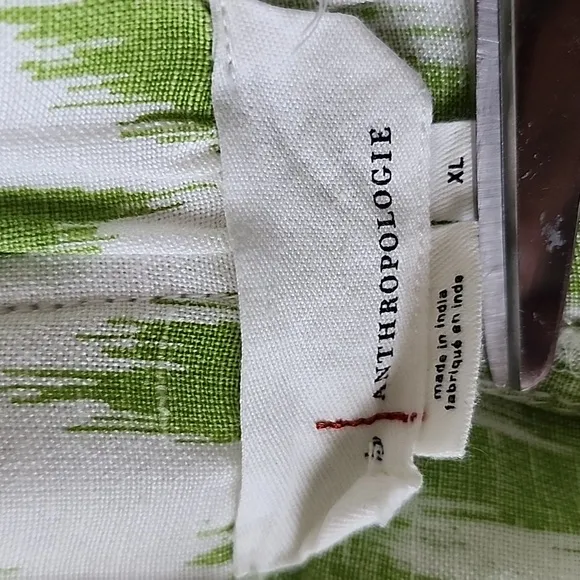 ANTHROPOLOGIE
XL
made in india
fabriqué en inde